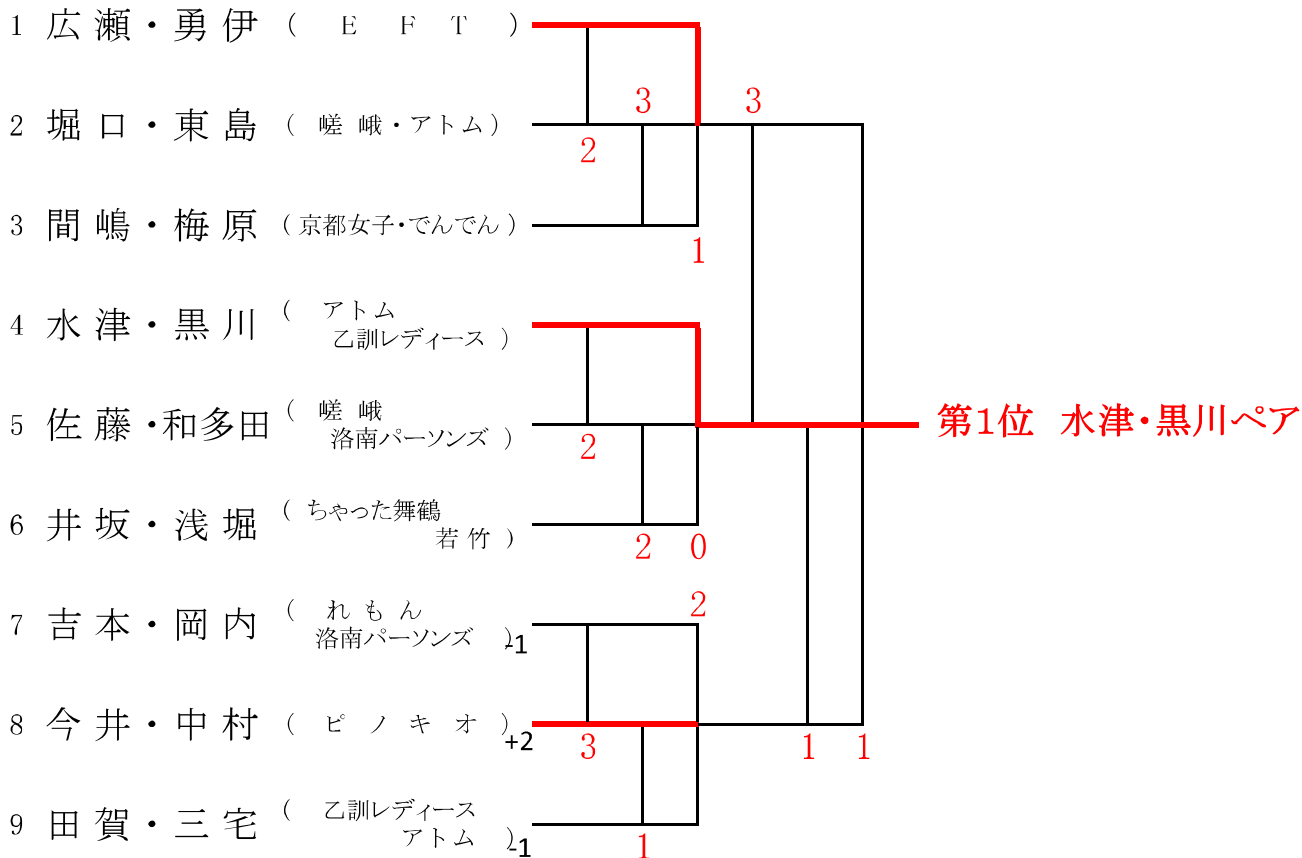 1 広瀬・勇伊 ( E F T )
3 3
2 堀口・東島 ( 嵯峨・アトム )
2
3 間嶋・梅原 ( 京都女子・でんでん )
1
4 水津・黒川 ( アトム
乙訓レディース )
5 佐藤・和多田 ( 嵯峨
洛南パーソンズ )
2
第1位 水津・黒川ペア
6 井坂・浅堀 ( ちゃった舞鶴
若竹 )
2 0
2
7 吉本・岡内 ( れもん
洛南パーソンズ ) -1
8 今井・中村 ( ピノキオ ) +2
3 1 1
9 田賀・三宅 ( 乙訓レディース
アトム ) -1
1